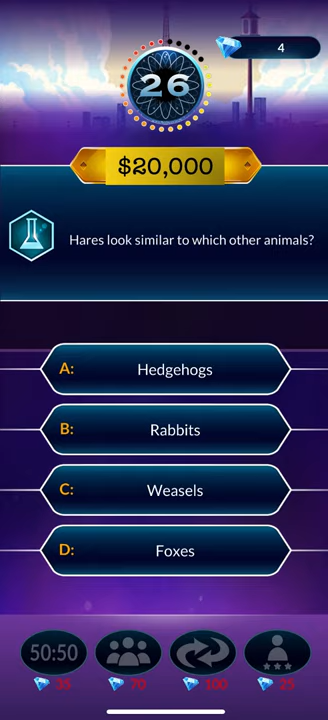 4
26
$20,000
Hares look similar to which other animals?
A: Hedgehogs
B: Rabbits
C: Weasels
D: Foxes
50:50
35 70 100 25